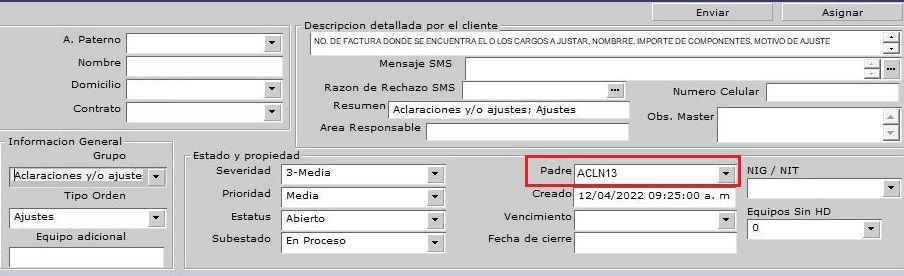 Enviar
Asignar
A. Paterno
Nombre
Domicilio
Contrato
Descripcion detallada por el cliente
NO. DE FACTURA DONDE SE ENCUENTRA EL O LOS CARGOS A AJUSTAR, NOMBRRE, IMPORTE DE COMPONENTES, MOTIVO DE AJUSTE
Mensaje SMS
Razon de Rechazo SMS
Numero Celular
Resumen Aclaraciones y/o ajustes; Ajustes
Obs. Master
Area Responsable
Informacion General
Grupo
Aclaraciones y/o ajuste
Tipo Orden
Ajustes
Equipo adicional
Estado y propiedad
Severidad 3-Media
Prioridad Media
Estatus Abierto
Subestado En Proceso
Padre ACLN13
Creado 12/04/2022 09:25:00 a. m
Vencimiento
Fecha de cierre
NIG / NIT
Equipos Sin HD
0